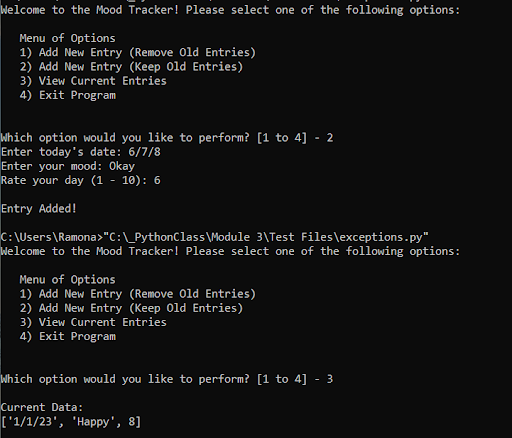 Welcome to the Mood Tracker! Please select one of the following options:
Menu of Options
1) Add New Entry (Remove Old Entries)
2) Add New Entry (Keep Old Entries)
3) View Current Entries
4) Exit Program
Which option would you like to perform? [1 to 4] - 2
Enter today's date: 6/7/8
Enter your mood: Okay
Rate your day (1 - 10): 6
Entry Added!
C:\Users\Ramona>"C:\_PythonClass\Module 3\Test Files\exceptions.py"
Welcome to the Mood Tracker! Please select one of the following options:
Menu of Options
1) Add New Entry (Remove Old Entries)
2) Add New Entry (Keep Old Entries)
3) View Current Entries
4) Exit Program
Which option would you like to perform? [1 to 4] - 3
Current Data:
['1/1/23', 'Happy', 8]